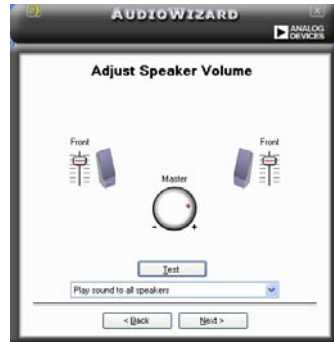 AUDIOWIZARD
ANALOG
DEVICES
Adjust Speaker Volume
Front Front
Master
- +
Test
Play sound to all speakers
< Back Next >